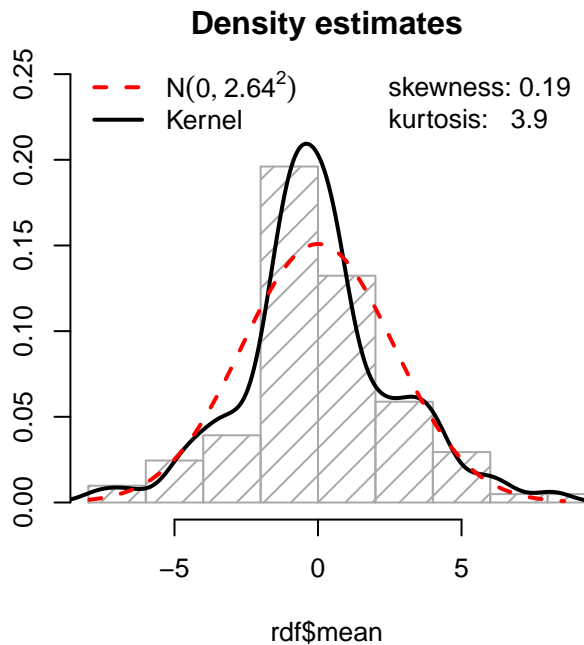 Density estimates
N(0, 2.64²) skewness: 0.19
Kernel kurtosis: 3.9
0.25
0.20
0.15
0.10
0.05
0.00
−5 0 5
rdf$mean